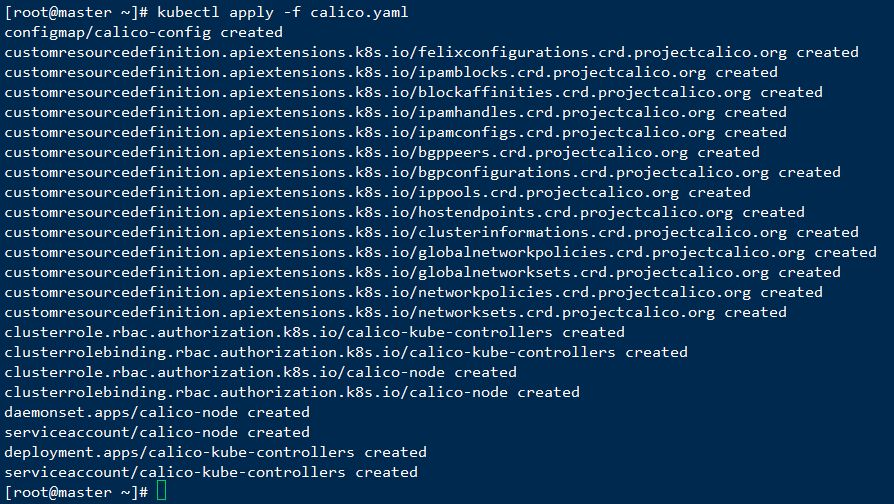 [root@master ~]# kubectl apply -f calico.yaml
configmap/calico-config created
customresourcedefinition.apiextensions.k8s.io/felixconfigurations.crd.projectcalico.org created
customresourcedefinition.apiextensions.k8s.io/ipamblocks.crd.projectcalico.org created
customresourcedefinition.apiextensions.k8s.io/blockaffinities.crd.projectcalico.org created
customresourcedefinition.apiextensions.k8s.io/ipamhandles.crd.projectcalico.org created
customresourcedefinition.apiextensions.k8s.io/ipamconfigs.crd.projectcalico.org created
customresourcedefinition.apiextensions.k8s.io/bgppeers.crd.projectcalico.org created
customresourcedefinition.apiextensions.k8s.io/bgpconfigurations.crd.projectcalico.org created
customresourcedefinition.apiextensions.k8s.io/ippools.crd.projectcalico.org created
customresourcedefinition.apiextensions.k8s.io/hostendpoints.crd.projectcalico.org created
customresourcedefinition.apiextensions.k8s.io/clusterinformations.crd.projectcalico.org created
customresourcedefinition.apiextensions.k8s.io/globalnetworkpolicies.crd.projectcalico.org created
customresourcedefinition.apiextensions.k8s.io/globalnetworksets.crd.projectcalico.org created
customresourcedefinition.apiextensions.k8s.io/networkpolicies.crd.projectcalico.org created
customresourcedefinition.apiextensions.k8s.io/networksets.crd.projectcalico.org created
clusterrole.rbac.authorization.k8s.io/calico-kube-controllers created
clusterrolebinding.rbac.authorization.k8s.io/calico-kube-controllers created
clusterrole.rbac.authorization.k8s.io/calico-node created
clusterrolebinding.rbac.authorization.k8s.io/calico-node created
daemonset.apps/calico-node created
serviceaccount/calico-node created
deployment.apps/calico-kube-controllers created
serviceaccount/calico-kube-controllers created
[root@master ~]#